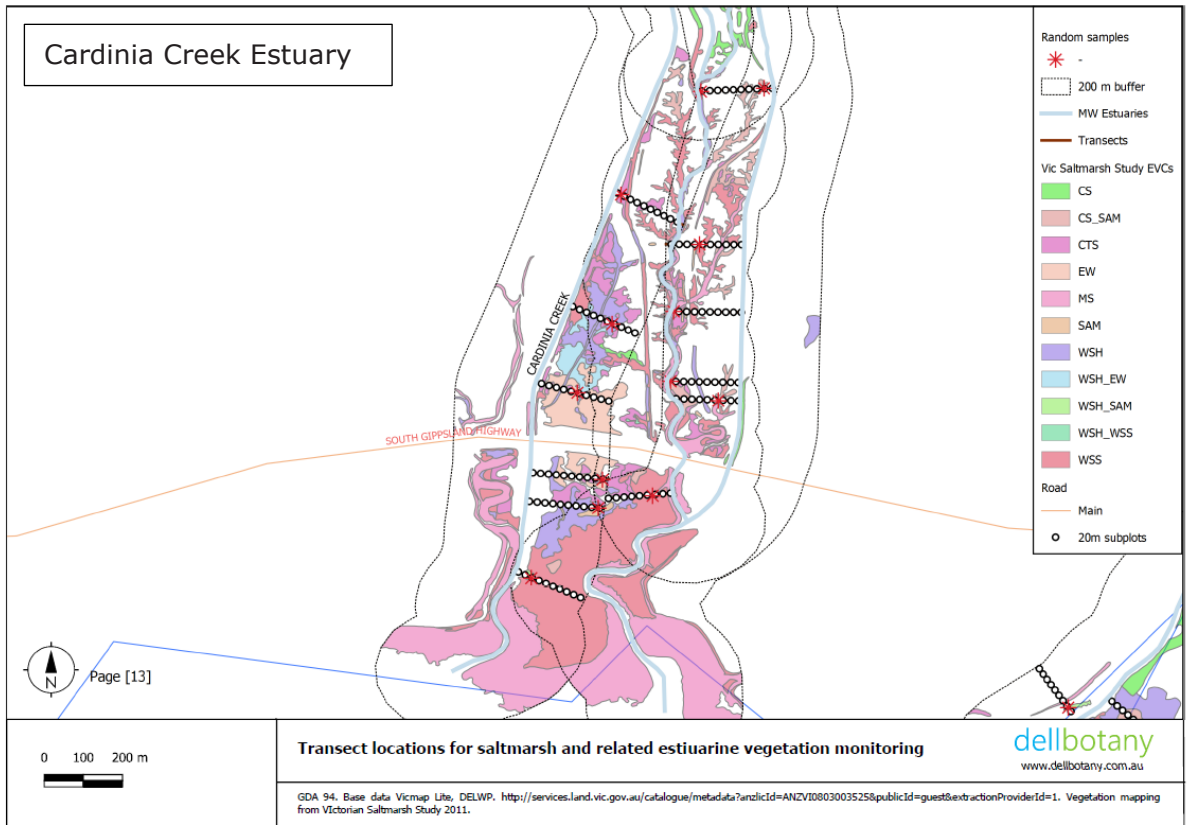 Cardinia Creek Estuary
Random samples
-
200 m buffer
MW Estuaries
Transects
Vic Saltmarsh Study EVCs
CS
CS_SAM
CTS
EW
MS
SAM
WSH
WSH_EW
WSH_SAM
WSH_WSS
WSS
Road
Main
20m subplots
CARDINIA CREEK
SOUTH GIPPSLAND HIGHWAY
N
Page [13]
0 100 200 m
Transect locations for saltmarsh and related estiuarine vegetation monitoring
dellbotany
www.dellbotany.com.au
GDA 94. Base data Vicmap Lite, DELWP. http://services.land.vic.gov.au/catalogue/metadata?anzlicId=ANZVI0803003525&publicId=guest&extractionProviderId=1. Vegetation mapping
from VIctorian Saltmarsh Study 2011.